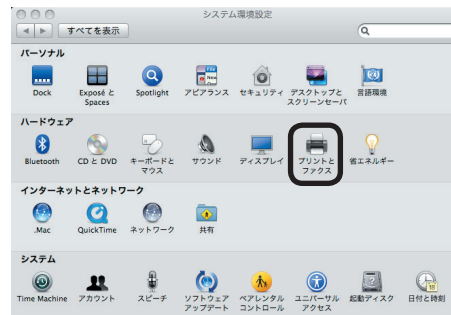 システム環境設定
すべてを表示
パーソナル
Dock
Exposé と
Spaces
Spotlight
アピアランス
セキュリティ
デスクトップと
スクリーンセーバ
言語環境
ハードウェア
Bluetooth
CD と DVD
キーボードと
マウス
サウンド
ディスプレイ
プリントと
ファクス
省エネルギー
インターネットとネットワーク
.Mac
QuickTime
ネットワーク
共有
システム
Time Machine
アカウント
スピーチ
ソフトウェア
アップデート
ペアレンタル
コントロール
ユニバーサル
アクセス
起動ディスク
日付と時刻